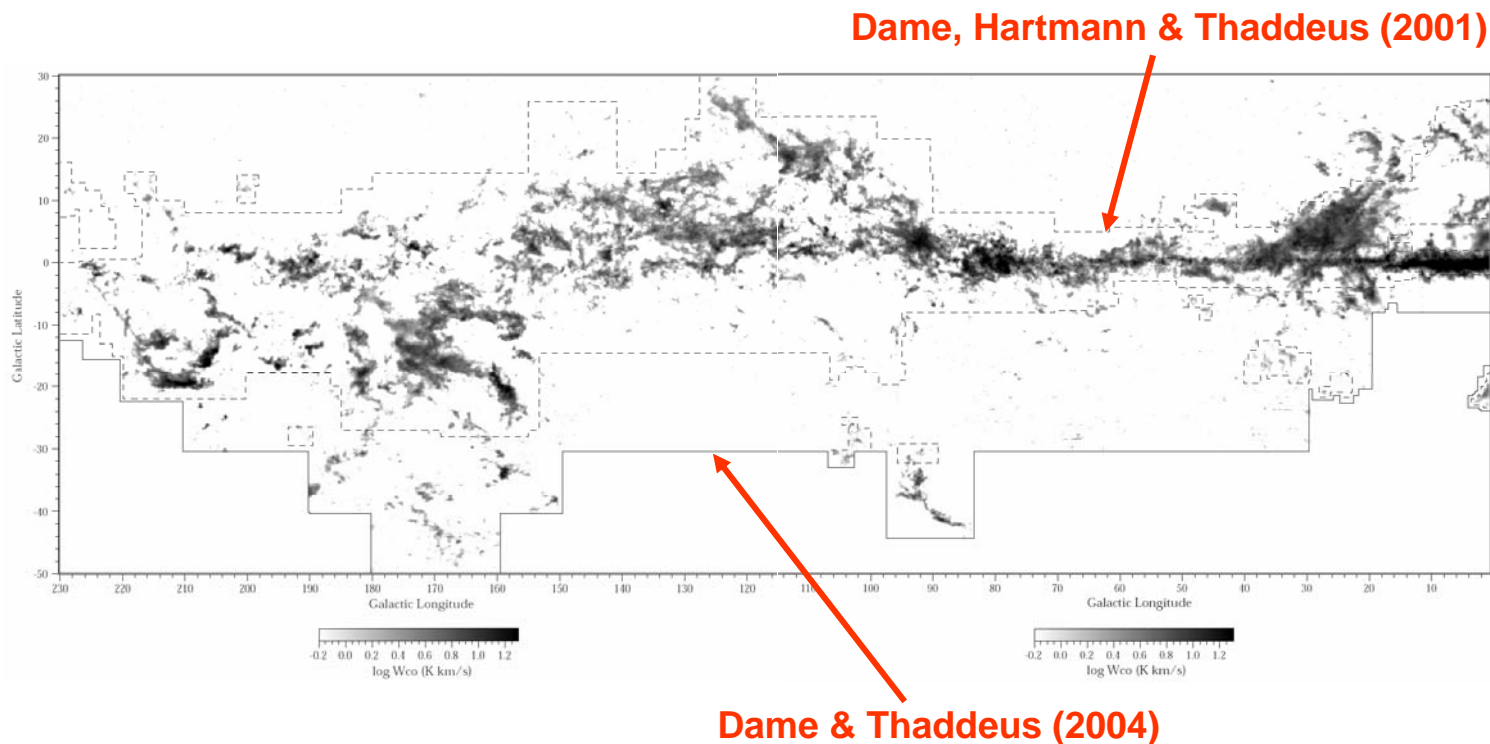 Dame, Hartmann & Thaddeus (2001)
30
20
10
0
-10
-20
-30
-40
-50
Galactic Latitude
230 220 210 200 190 180 170 160 150 140 130 120 110 100 90 80 70 60 50 40 30 20 10
Galactic Longitude Galactic Longitude
-0.2 0.0 0.2 0.4 0.6 0.8 1.0 1.2 -0.2 0.0 0.2 0.4 0.6 0.8 1.0 1.2
log Wco (K km/s) log Wco (K km/s)
Dame & Thaddeus (2004)